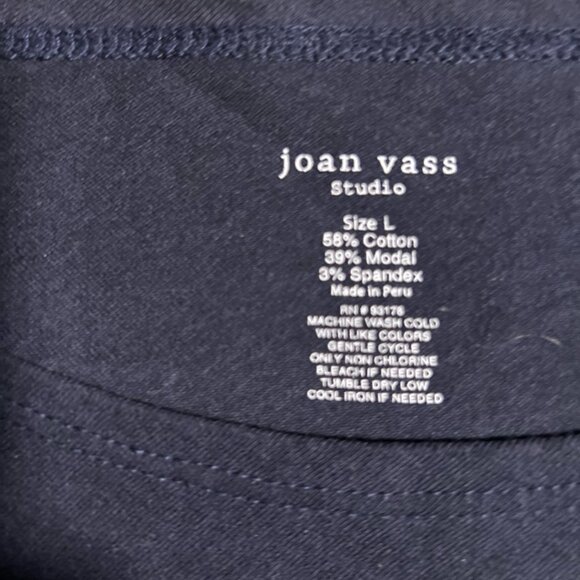 joan vass
studio
Size L
58% Cotton
39% Modal
3% Spandex
Made in Peru
RN # 93176
MACHINE WASH COLD
WITH LIKE COLORS
GENTLE CYCLE
ONLY NON CHLORINE
BLEACH IF NEEDED
TUMBLE DRY LOW
COOL IRON IF NEEDED